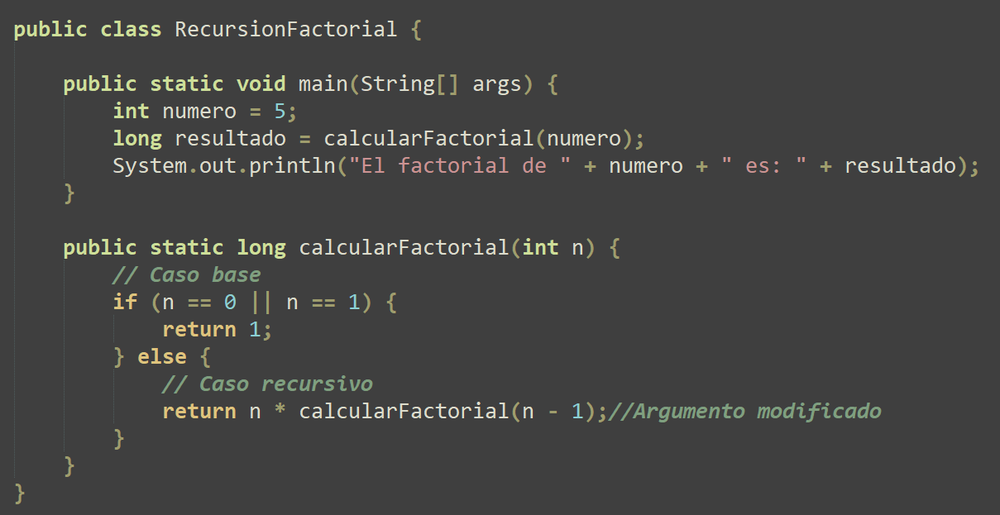 public class RecursionFactorial {
    public static void main(String[] args) {
        int numero = 5;
        long resultado = calcularFactorial(numero);
        System.out.println("El factorial de " + numero + " es: " + resultado);
    }
    public static long calcularFactorial(int n) {
        // Caso base
        if (n == 0 || n == 1) {
            return 1;
        } else {
            // Caso recursivo
            return n * calcularFactorial(n - 1);//Argumento modificado
        }
    }
}